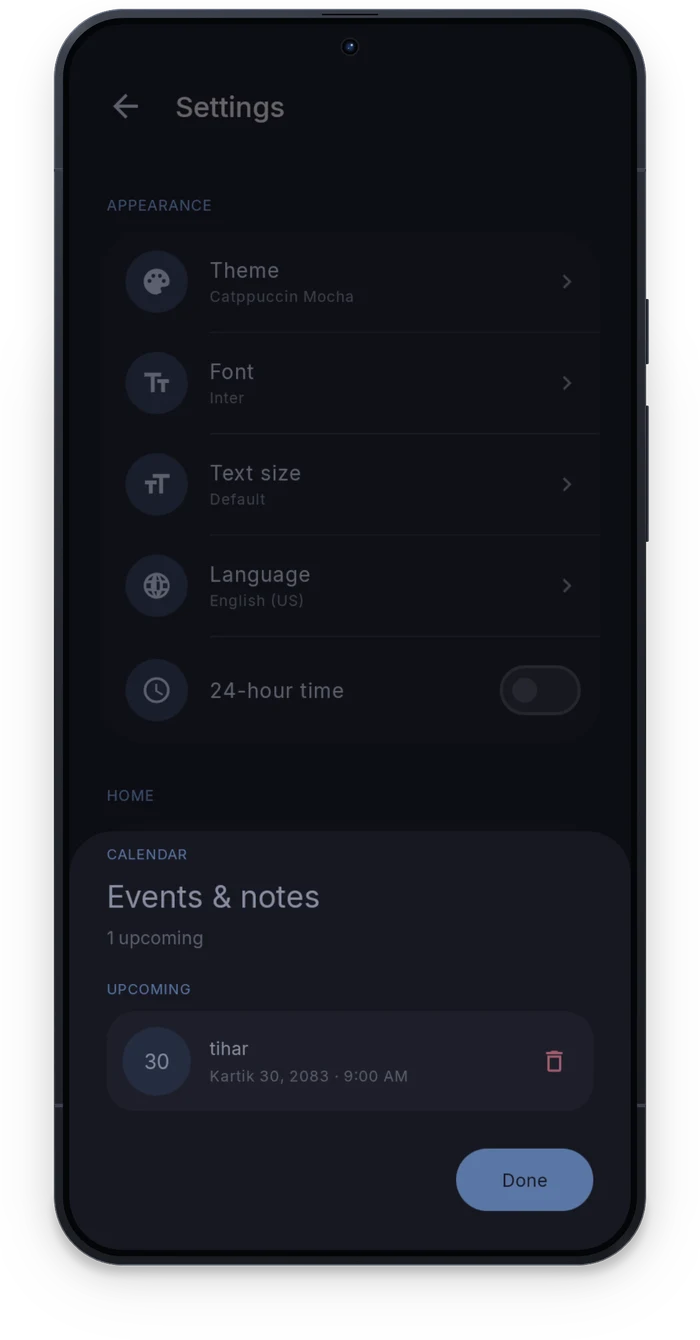 Settings
APPEARANCE
Theme
Catppuccin Mocha
Font
Inter
Text size
Default
Language
English (US)
24-hour time
HOME
CALENDAR
Events & notes
1 upcoming
UPCOMING
30
tihar
Kartik 30, 2083 · 9:00 AM
Done